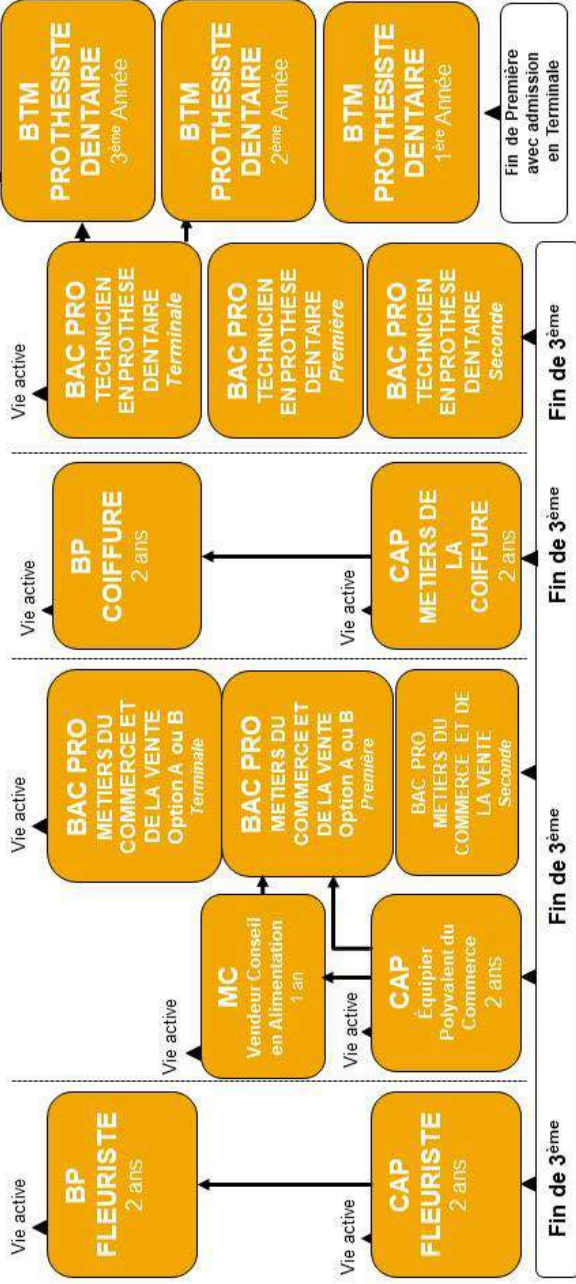 Vie active
BP
FLEURISTE
2 ans
Vie active
CAP
FLEURISTE
2 ans
Fin de 3ème
Vie active
MC
Vendeur Conseil
en Alimentation
1 an
Vie active
CAP
Équipier
Polyvalent du
Commerce
2 ans
Vie active
BAC PRO
METIERS DU
COMMERCE ET
DE LA VENTE
Option A ou B
Terminale
BAC PRO
METIERS DU
COMMERCE ET
DE LA VENTE
Option A ou B
Première
BAC PRO
METIERS DU
COMMERCE ET DE
LA VENTE
Seconde
Fin de 3ème
Vie active
BP
COIFFURE
2 ans
Vie active
CAP
METIERS DE
LA
COIFFURE
2 ans
Fin de 3ème
Vie active
BAC PRO
TECHNICIEN
EN PROTHESE
DENTAIRE
Terminale
BAC PRO
TECHNICIEN
EN PROTHESE
DENTAIRE
Première
BAC PRO
TECHNICIEN
EN PROTHESE
DENTAIRE
Seconde
Fin de 3ème
BTM
PROTHESISTE
DENTAIRE
3ème Année
BTM
PROTHESISTE
DENTAIRE
2ème Année
BTM
PROTHESISTE
DENTAIRE
1ère Année
Fin de Première
avec admission
en Terminale